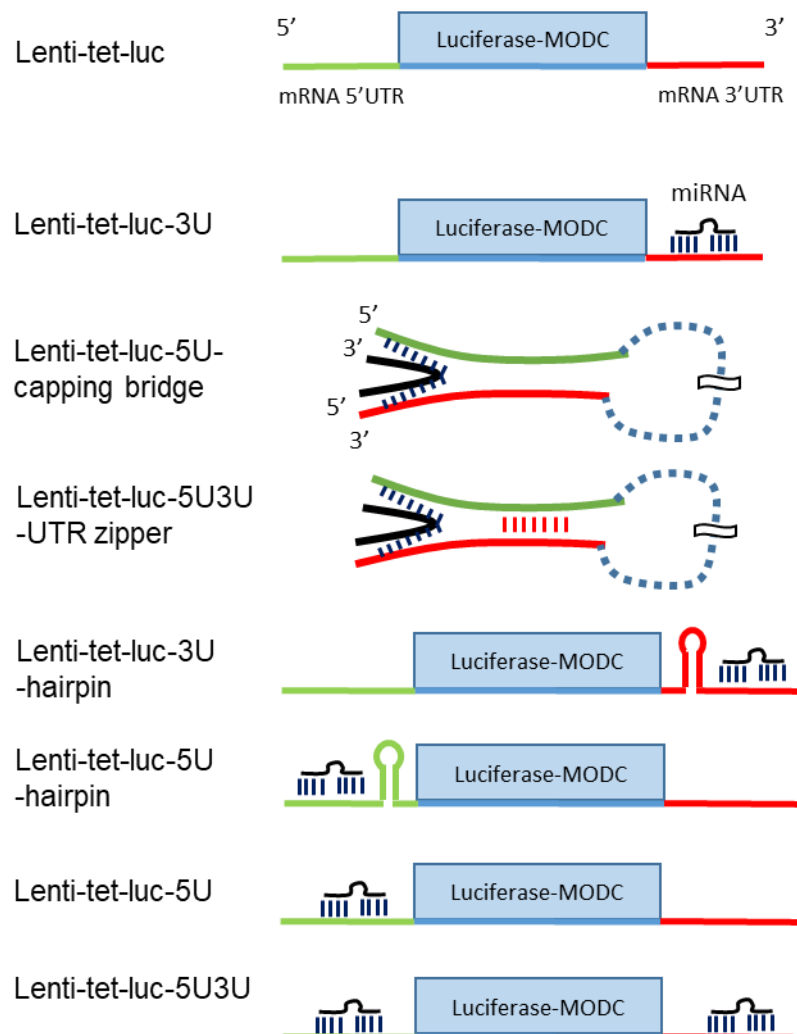 5’ 3’
Lenti-tet-luc
Luciferase-MODC
mRNA 5’UTR mRNA 3’UTR
miRNA
Lenti-tet-luc-3U
Luciferase-MODC
5’
Lenti-tet-luc-5U-
3’
capping bridge
5’
3’
Lenti-tet-luc-5U3U
-UTR zipper
Lenti-tet-luc-3U
-hairpin
Luciferase-MODC
Lenti-tet-luc-5U
-hairpin
Luciferase-MODC
Lenti-tet-luc-5U
Luciferase-MODC
Lenti-tet-luc-5U3U
Luciferase-MODC